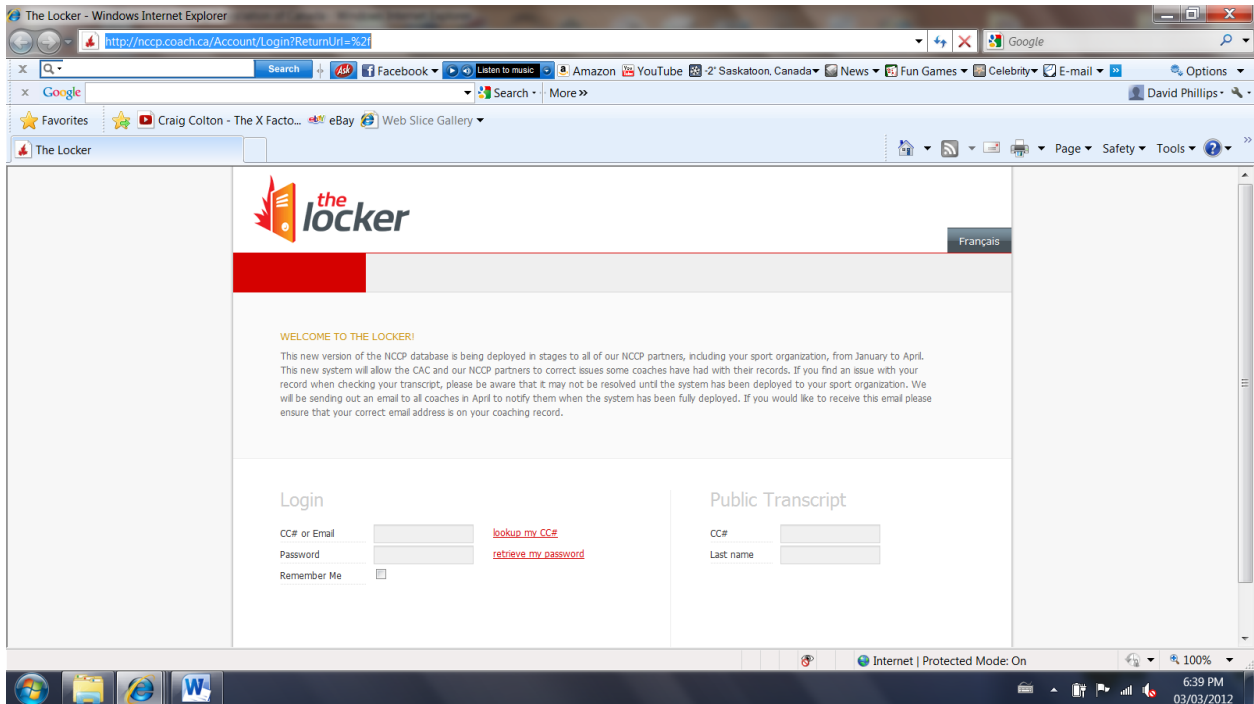 The Locker - Windows Internet Explorer
http://nccp.coach.ca/Account/Login?ReturnUrl=%2f
Google
x Search Ask Facebook Listen to music Amazon YouTube -2° Saskatoon, Canada News Fun Games Celebrity E-mail Options
x Google Search More >> David Phillips
Favorites Craig Colton - The X Facto... eBay Web Slice Gallery
The Locker Page Safety Tools
the
locker
Français
WELCOME TO THE LOCKER!
This new version of the NCCP database is being deployed in stages to all of our NCCP partners, including your sport organization, from January to April.
This new system will allow the CAC and our NCCP partners to correct issues some coaches have had with their records. If you find an issue with your
record when checking your transcript, please be aware that it may not be resolved until the system has been deployed to your sport organization. We
will be sending out an email to all coaches in April to notify them when the system has been fully deployed. If you would like to receive this email please
ensure that your correct email address is on your coaching record.
Login
CC# or Email lookup my CC#
Password retrieve my password
Remember Me
Public Transcript
CC#
Last name
Internet | Protected Mode: On 100%
6:39 PM
03/03/2012